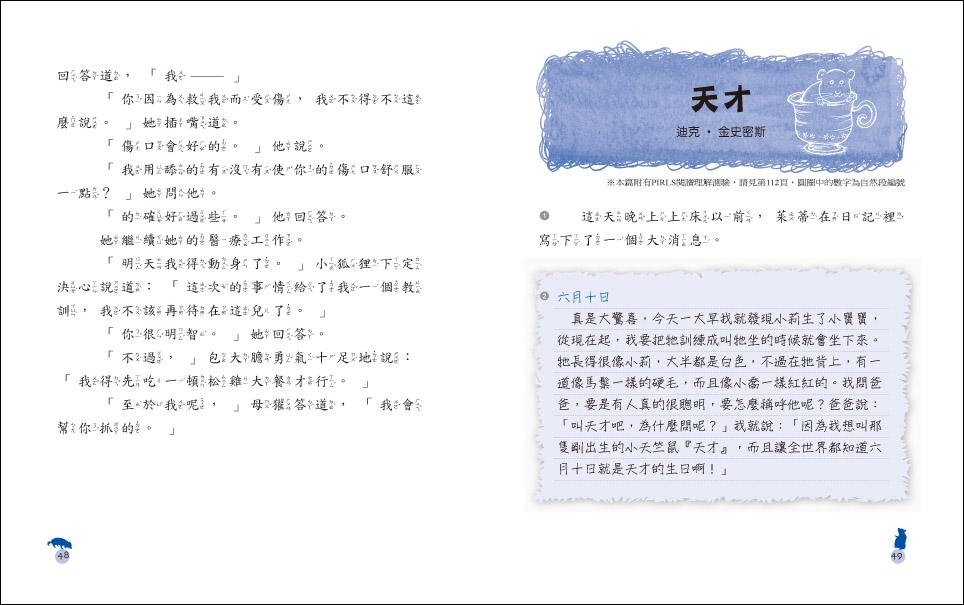 回答道，「我——」
「你因為救我而受傷，我不得不這
麼說。」她插嘴道。
「傷口會好的。」他說。
「我用舔的有沒有使你的傷口舒服
一點？」她問他。
「的確好過些。」他回答。
她繼續她的醫療工作。
「明天我得動身了。」小狐狸下定
決心說道：「這次的事情給了我一個教
訓，我不該再待在這兒了。」
「你很明智。」她回答。
「不過，」包大膽勇氣十足地說：
「我得先吃一頓松雞大餐才行。」
「至於我呢，」母獾答道，「我會
幫你抓的。」
48
天才
迪克・金史密斯
※本篇附有PIRLS閱讀理解測驗，請見第112頁，圓圈中的數字為自然段編號
1 這天晚上上床以前，茱蒂在日記裡
寫下了一個大消息。
2 六月十日
真是大驚喜，今天一大早我就發現小莉生了小寶寶，
從現在起，我要把牠訓練成叫牠坐的時候就會坐下來。
牠長得很像小莉，大半都是白色，不過在牠背上，有一
道像馬鬃一樣的硬毛，而且像小喬一樣紅紅的。我問爸
爸，要是有人真的很聰明，要怎麼稱呼他呢？爸爸說：
「叫天才吧，為什麼問呢？」我就說：「因為我想叫那
隻剛出生的小天竺鼠『天才』，而且讓全世界都知道六
月十日就是天才的生日啊！」
49